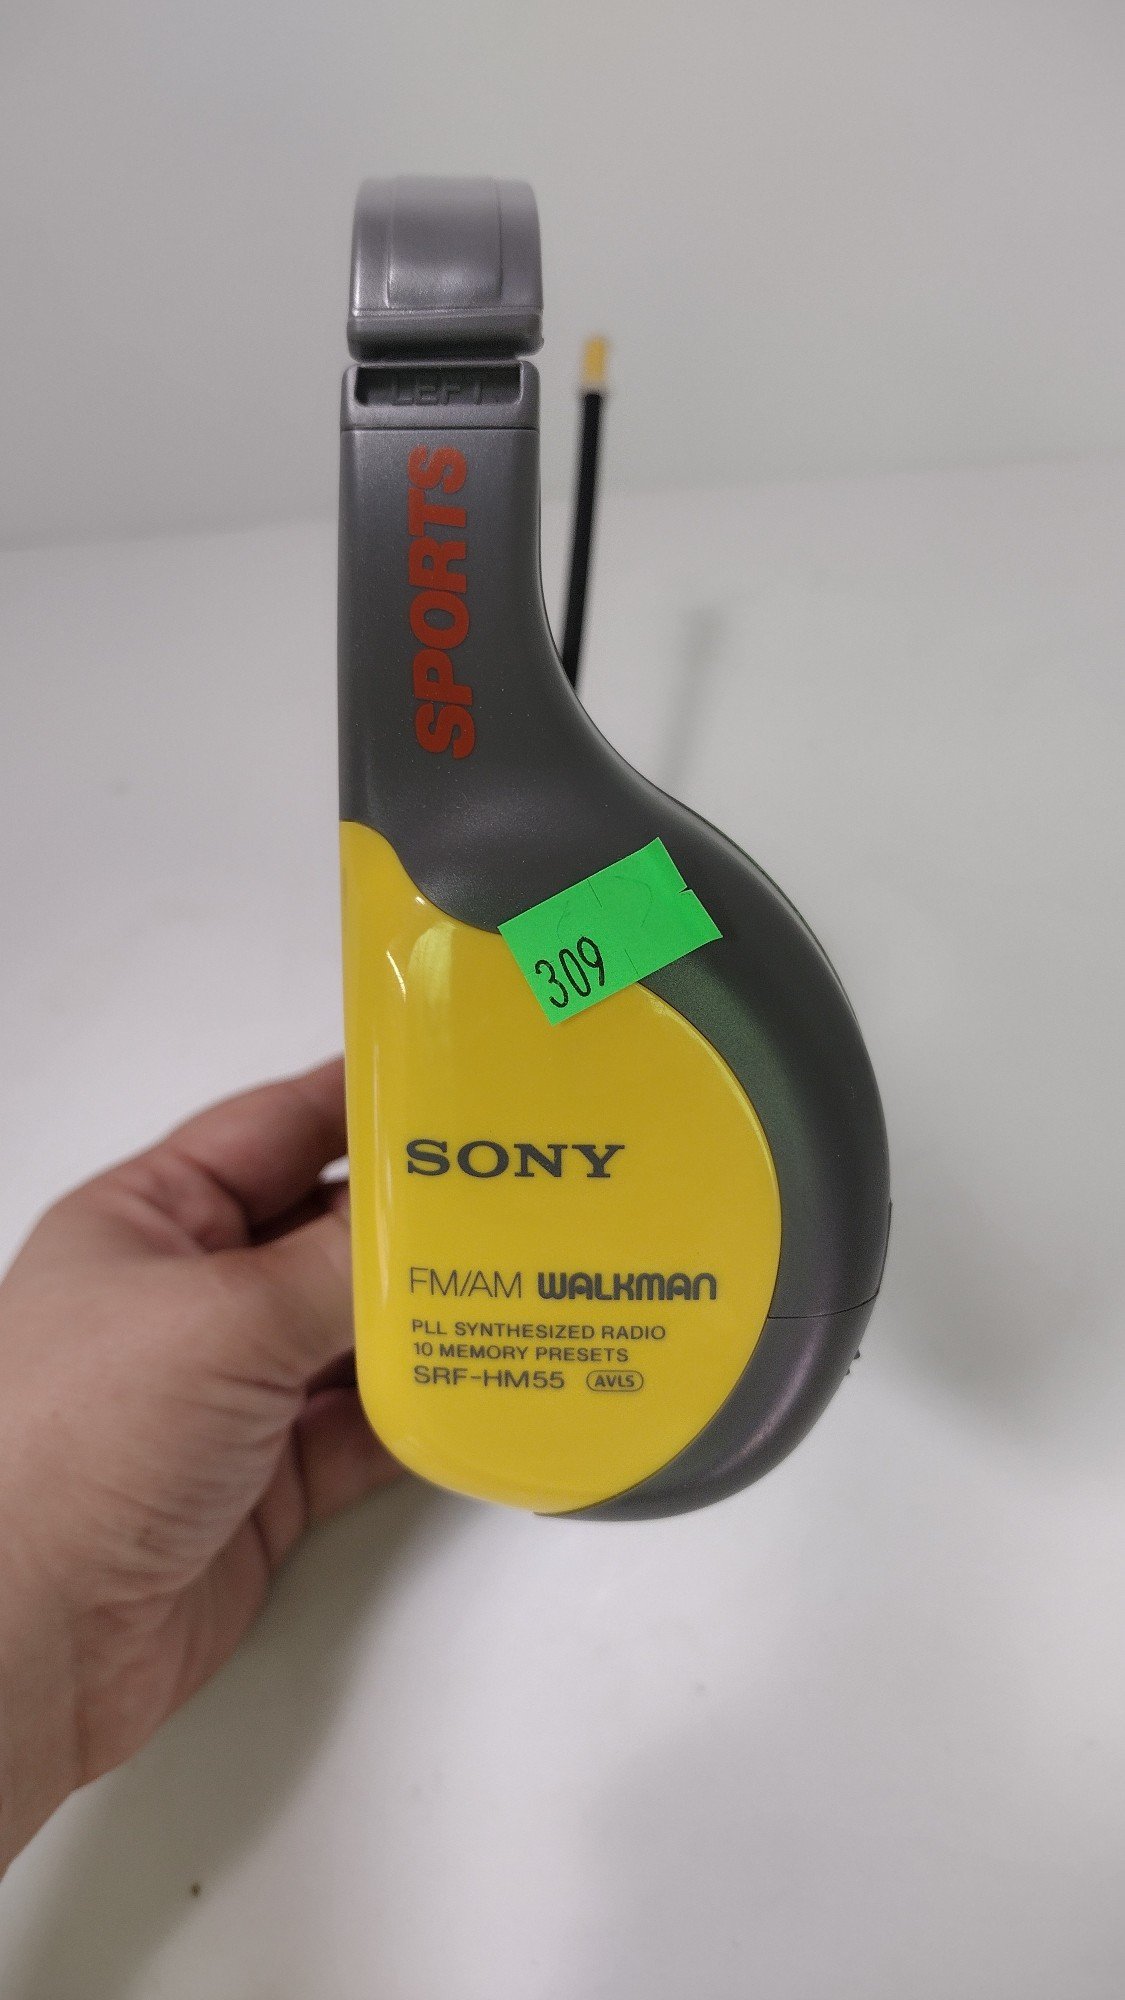 LEFT
SPORTS
309
SONY
FM/AM WALKMAN
PLL SYNTHESIZED RADIO
10 MEMORY PRESETS
SRF-HM55 AVLS